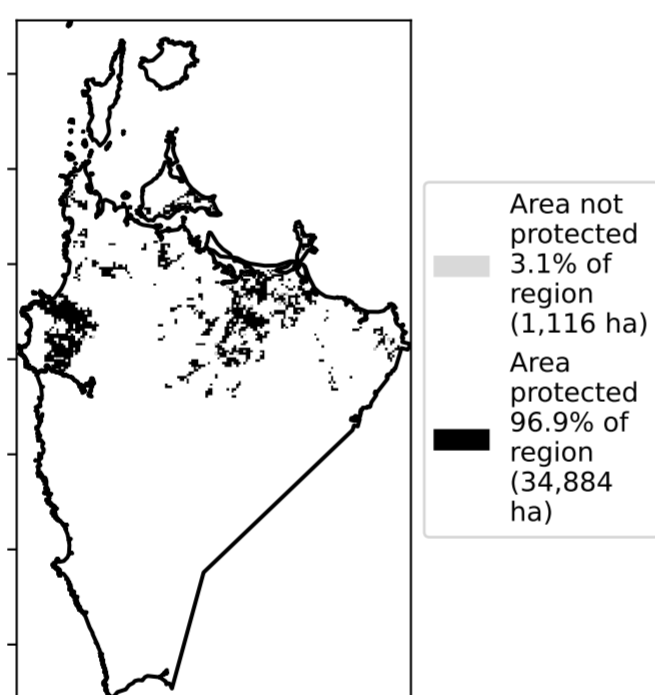 Area not
protected
3.1% of
region
(1,116 ha)
Area
protected
96.9% of
region
(34,884
ha)